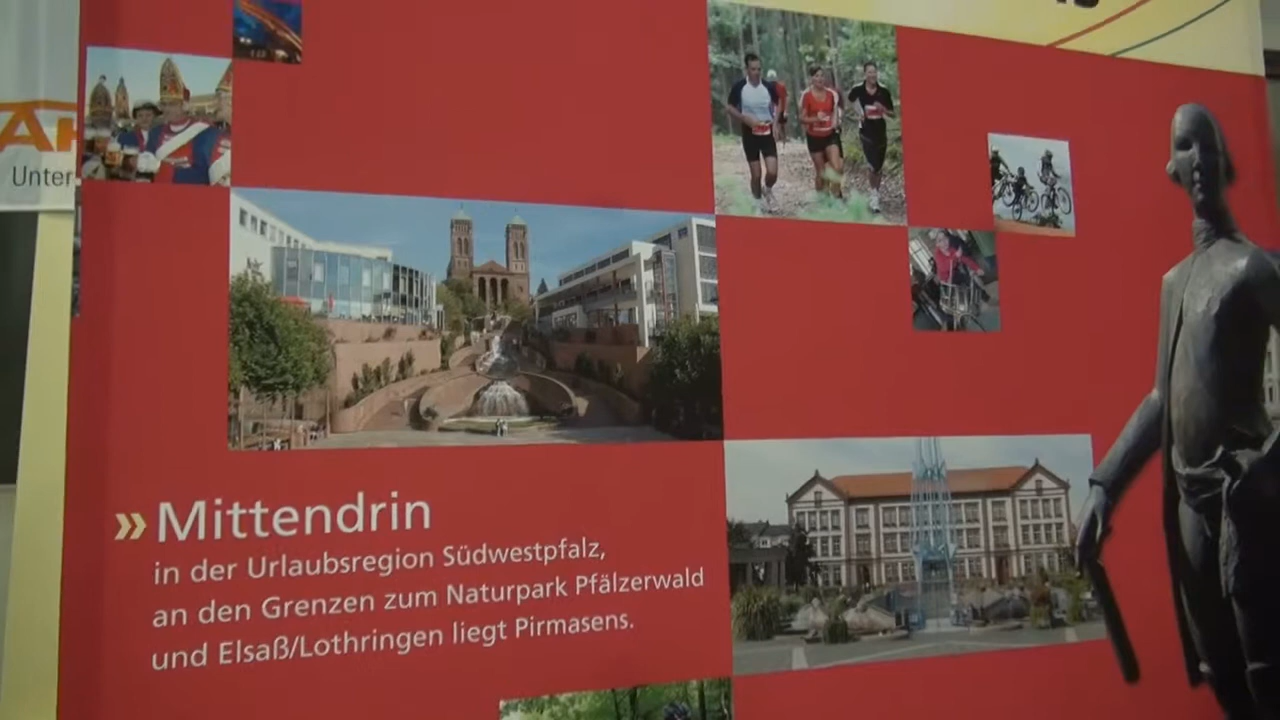 Unter
» Mittendrin
in der Urlaubsregion Südwestpfalz,
an den Grenzen zum Naturpark Pfälzerwald
und Elsaß/Lothringen liegt Pirmasens.